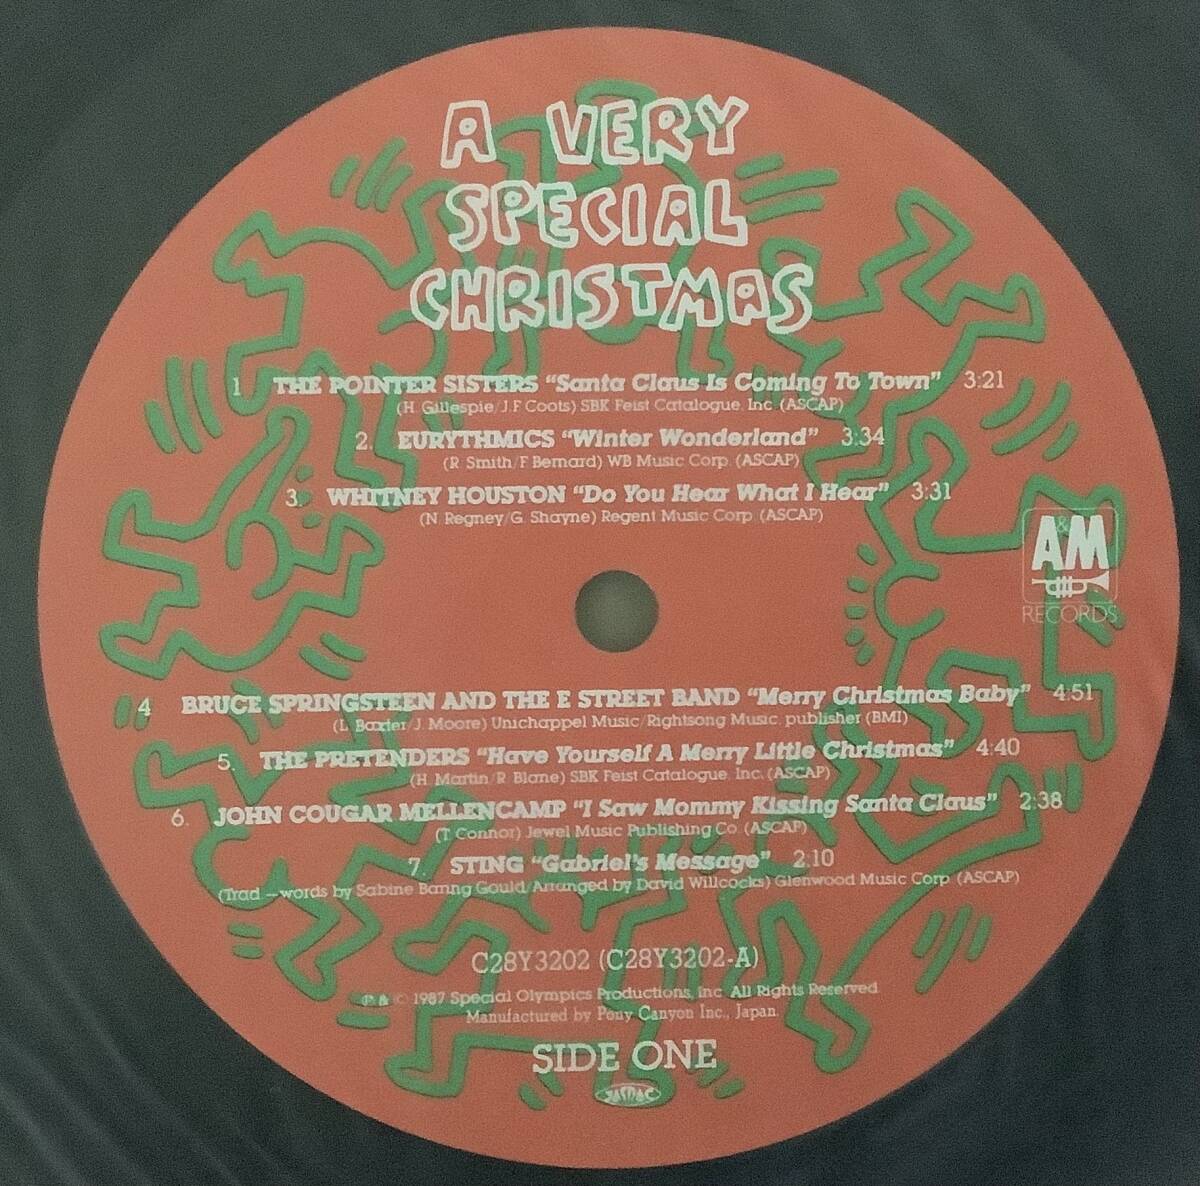 A VERY
SPECIAL
CHRISTMAS
1 THE POINTER SISTERS “Santa Claus Is Coming To Town” 3:21
(H. Gillespie/J.F. Coots) SBK Feist Catalogue, Inc. (ASCAP)
2. EURYTHMICS “Winter Wonderland” 3:34
(R. Smith/F. Bernard) WB Music Corp. (ASCAP)
3. WHITNEY HOUSTON “Do You Hear What I Hear” 3:31
(N. Regney/G. Shayne) Regent Music Corp. (ASCAP)
A&M
RECORDS
4 BRUCE SPRINGSTEEN AND THE E STREET BAND “Merry Christmas Baby” 4:51
(L. Baxter/J. Moore) Unichappel Music/Rightsong Music, publisher (BMI)
5. THE PRETENDERS “Have Yourself A Merry Little Christmas” 4:40
(H. Martin/R. Blane) SBK Feist Catalogue, Inc. (ASCAP)
6. JOHN COUGAR MELLENCAMP “I Saw Mommy Kissing Santa Claus” 2:38
(T. Connor) Jewel Music Publishing Co. (ASCAP)
7. STING “Gabriel's Message” 2:10
(Trad.—words by Sabine Baring Gould/Arranged by David Willcocks) Glenwood Music Corp. (ASCAP)
C28Y3202 (C28Y3202-A)
℗ & © 1987 Special Olympics Productions, Inc. All Rights Reserved.
Manufactured by Pony Canyon Inc., Japan.
SIDE ONE
JASRAC